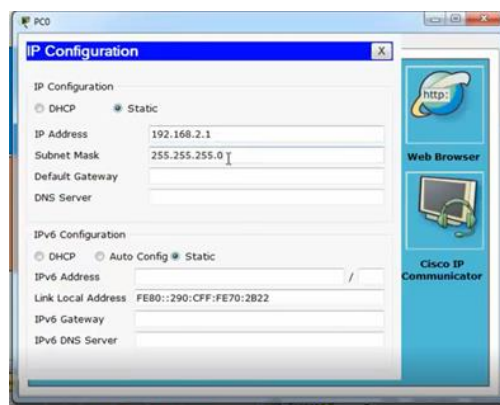 PC0
IP Configuration X
IP Configuration
DHCP Static
IP Address 192.168.2.1
Subnet Mask 255.255.255.0
Default Gateway
DNS Server
IPv6 Configuration
DHCP Auto Config Static
IPv6 Address /
Link Local Address FE80::290:CFF:FE70:2B22
IPv6 Gateway
IPv6 DNS Server
http:
Web Browser
Cisco IP
Communicator